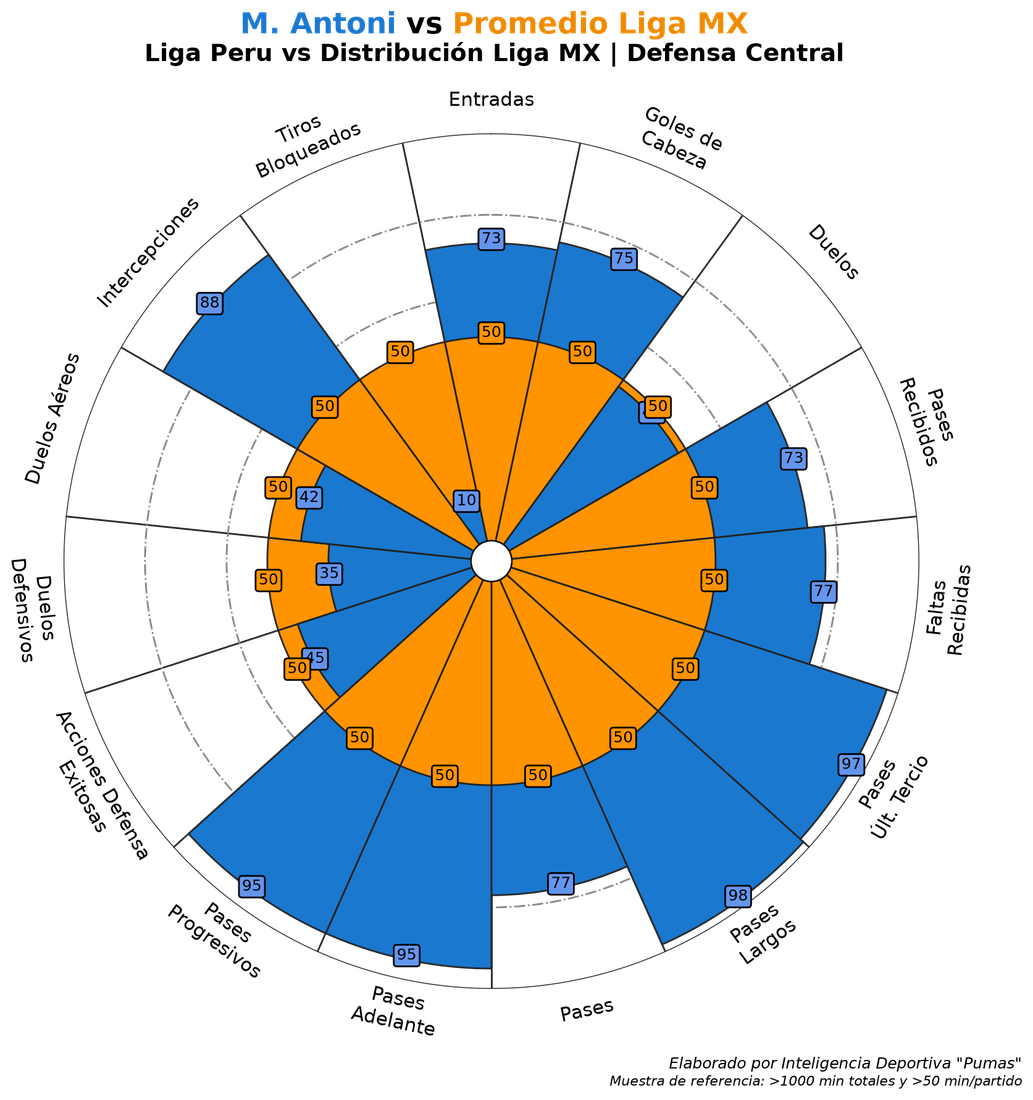 M. Antoni vs Promedio Liga MX
Liga Peru vs Distribución Liga MX | Defensa Central
Entradas
Goles de
Cabeza
Duelos
Pases
Recibidos
Faltas
Recibidas
Pases
Últ. Tercio
Pases
Largos
Pases
Pases
Adelante
Pases
Progresivos
Acciones Defensa
Exitosas
Duelos
Defensivos
Duelos Aéreos
Intercepciones
Tiros
Bloqueados
73
50
75
50
50
73
50
77
50
97
50
98
50
77
50
95
50
95
50
45
50
35
50
42
50
88
50
10
50
Elaborado por Inteligencia Deportiva "Pumas"
Muestra de referencia: >1000 min totales y >50 min/partido